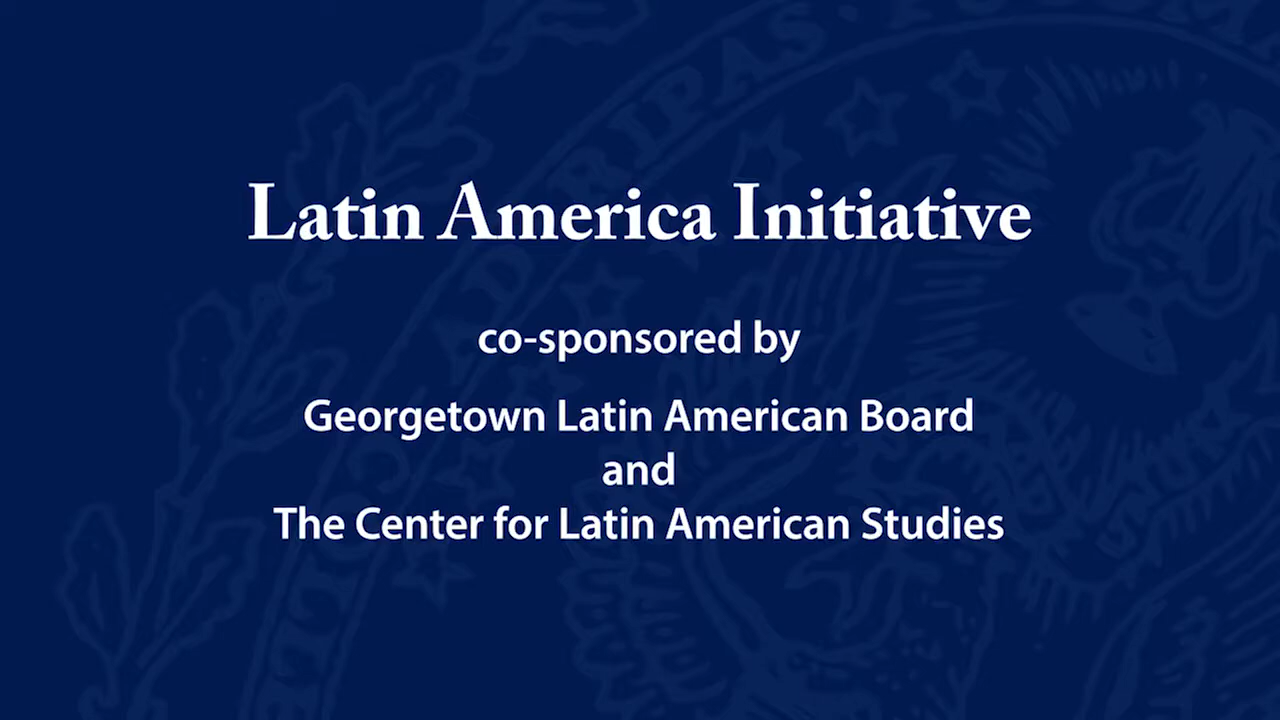 Latin America Initiative
co-sponsored by
Georgetown Latin American Board
and
The Center for Latin American Studies